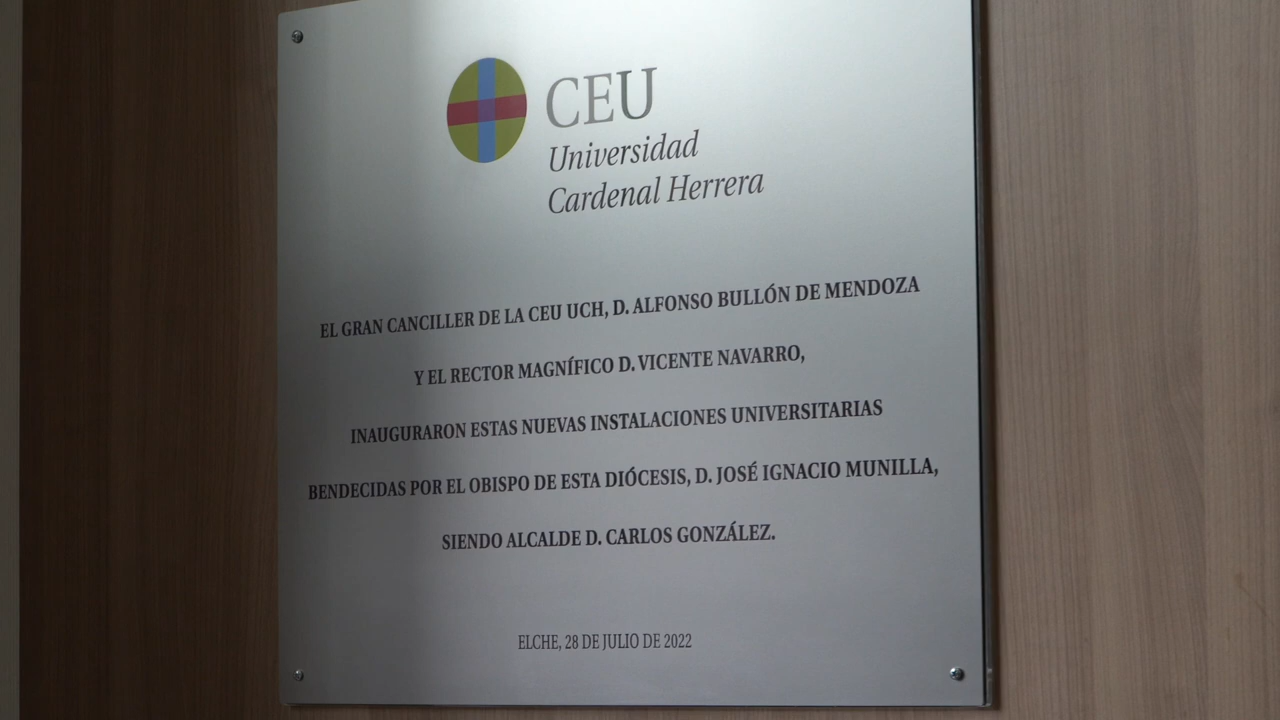 CEU
Universidad
Cardenal Herrera
EL GRAN CANCILLER DE LA CEU UCH, D. ALFONSO BULLÓN DE MENDOZA
Y EL RECTOR MAGNÍFICO D. VICENTE NAVARRO,
INAUGURARON ESTAS NUEVAS INSTALACIONES UNIVERSITARIAS
BENDECIDAS POR EL OBISPO DE ESTA DIÓCESIS, D. JOSÉ IGNACIO MUNILLA,
SIENDO ALCALDE D. CARLOS GONZÁLEZ.
ELCHE, 28 DE JULIO DE 2022